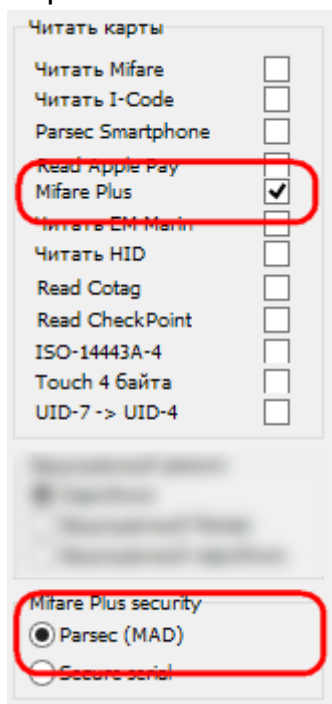 Читать карты
Читать Mifare
Читать I-Code
Parsec Smartphone
Read Apple Pay
Mifare Plus
Читать EM Marin
Читать HID
Read Cotag
Read CheckPoint
ISO-14443A-4
Touch 4 байта
UID-7 -> UID-4
Mifare Plus security
Parsec (MAD)
Secure serial